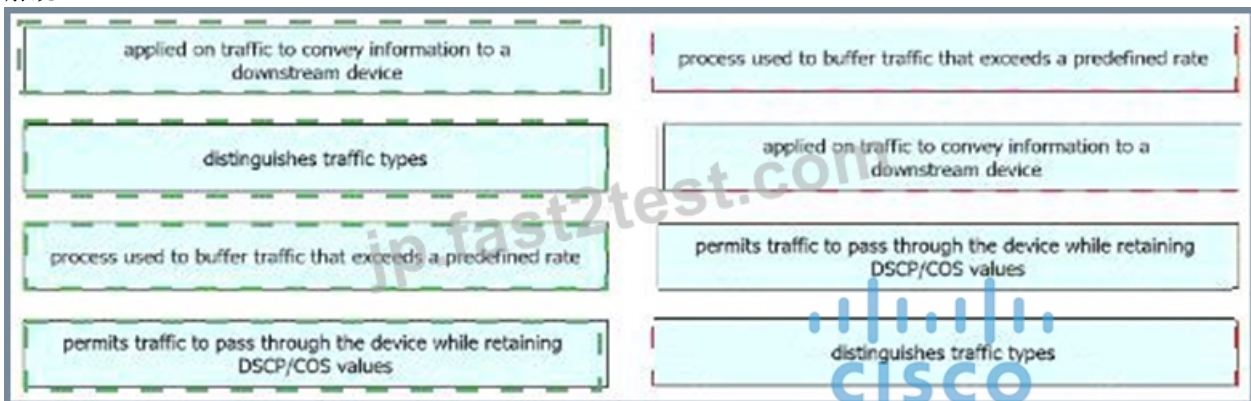 applied on traffic to convey information to a
downstream device
distinguishes traffic types
process used to buffer traffic that exceeds a predefined rate
permits traffic to pass through the device while retaining
DSCP/COS values
process used to buffer traffic that exceeds a predefined rate
applied on traffic to convey information to a
downstream device
permits traffic to pass through the device while retaining
DSCP/COS values
distinguishes traffic types
jp.fast2test.com
CISCO